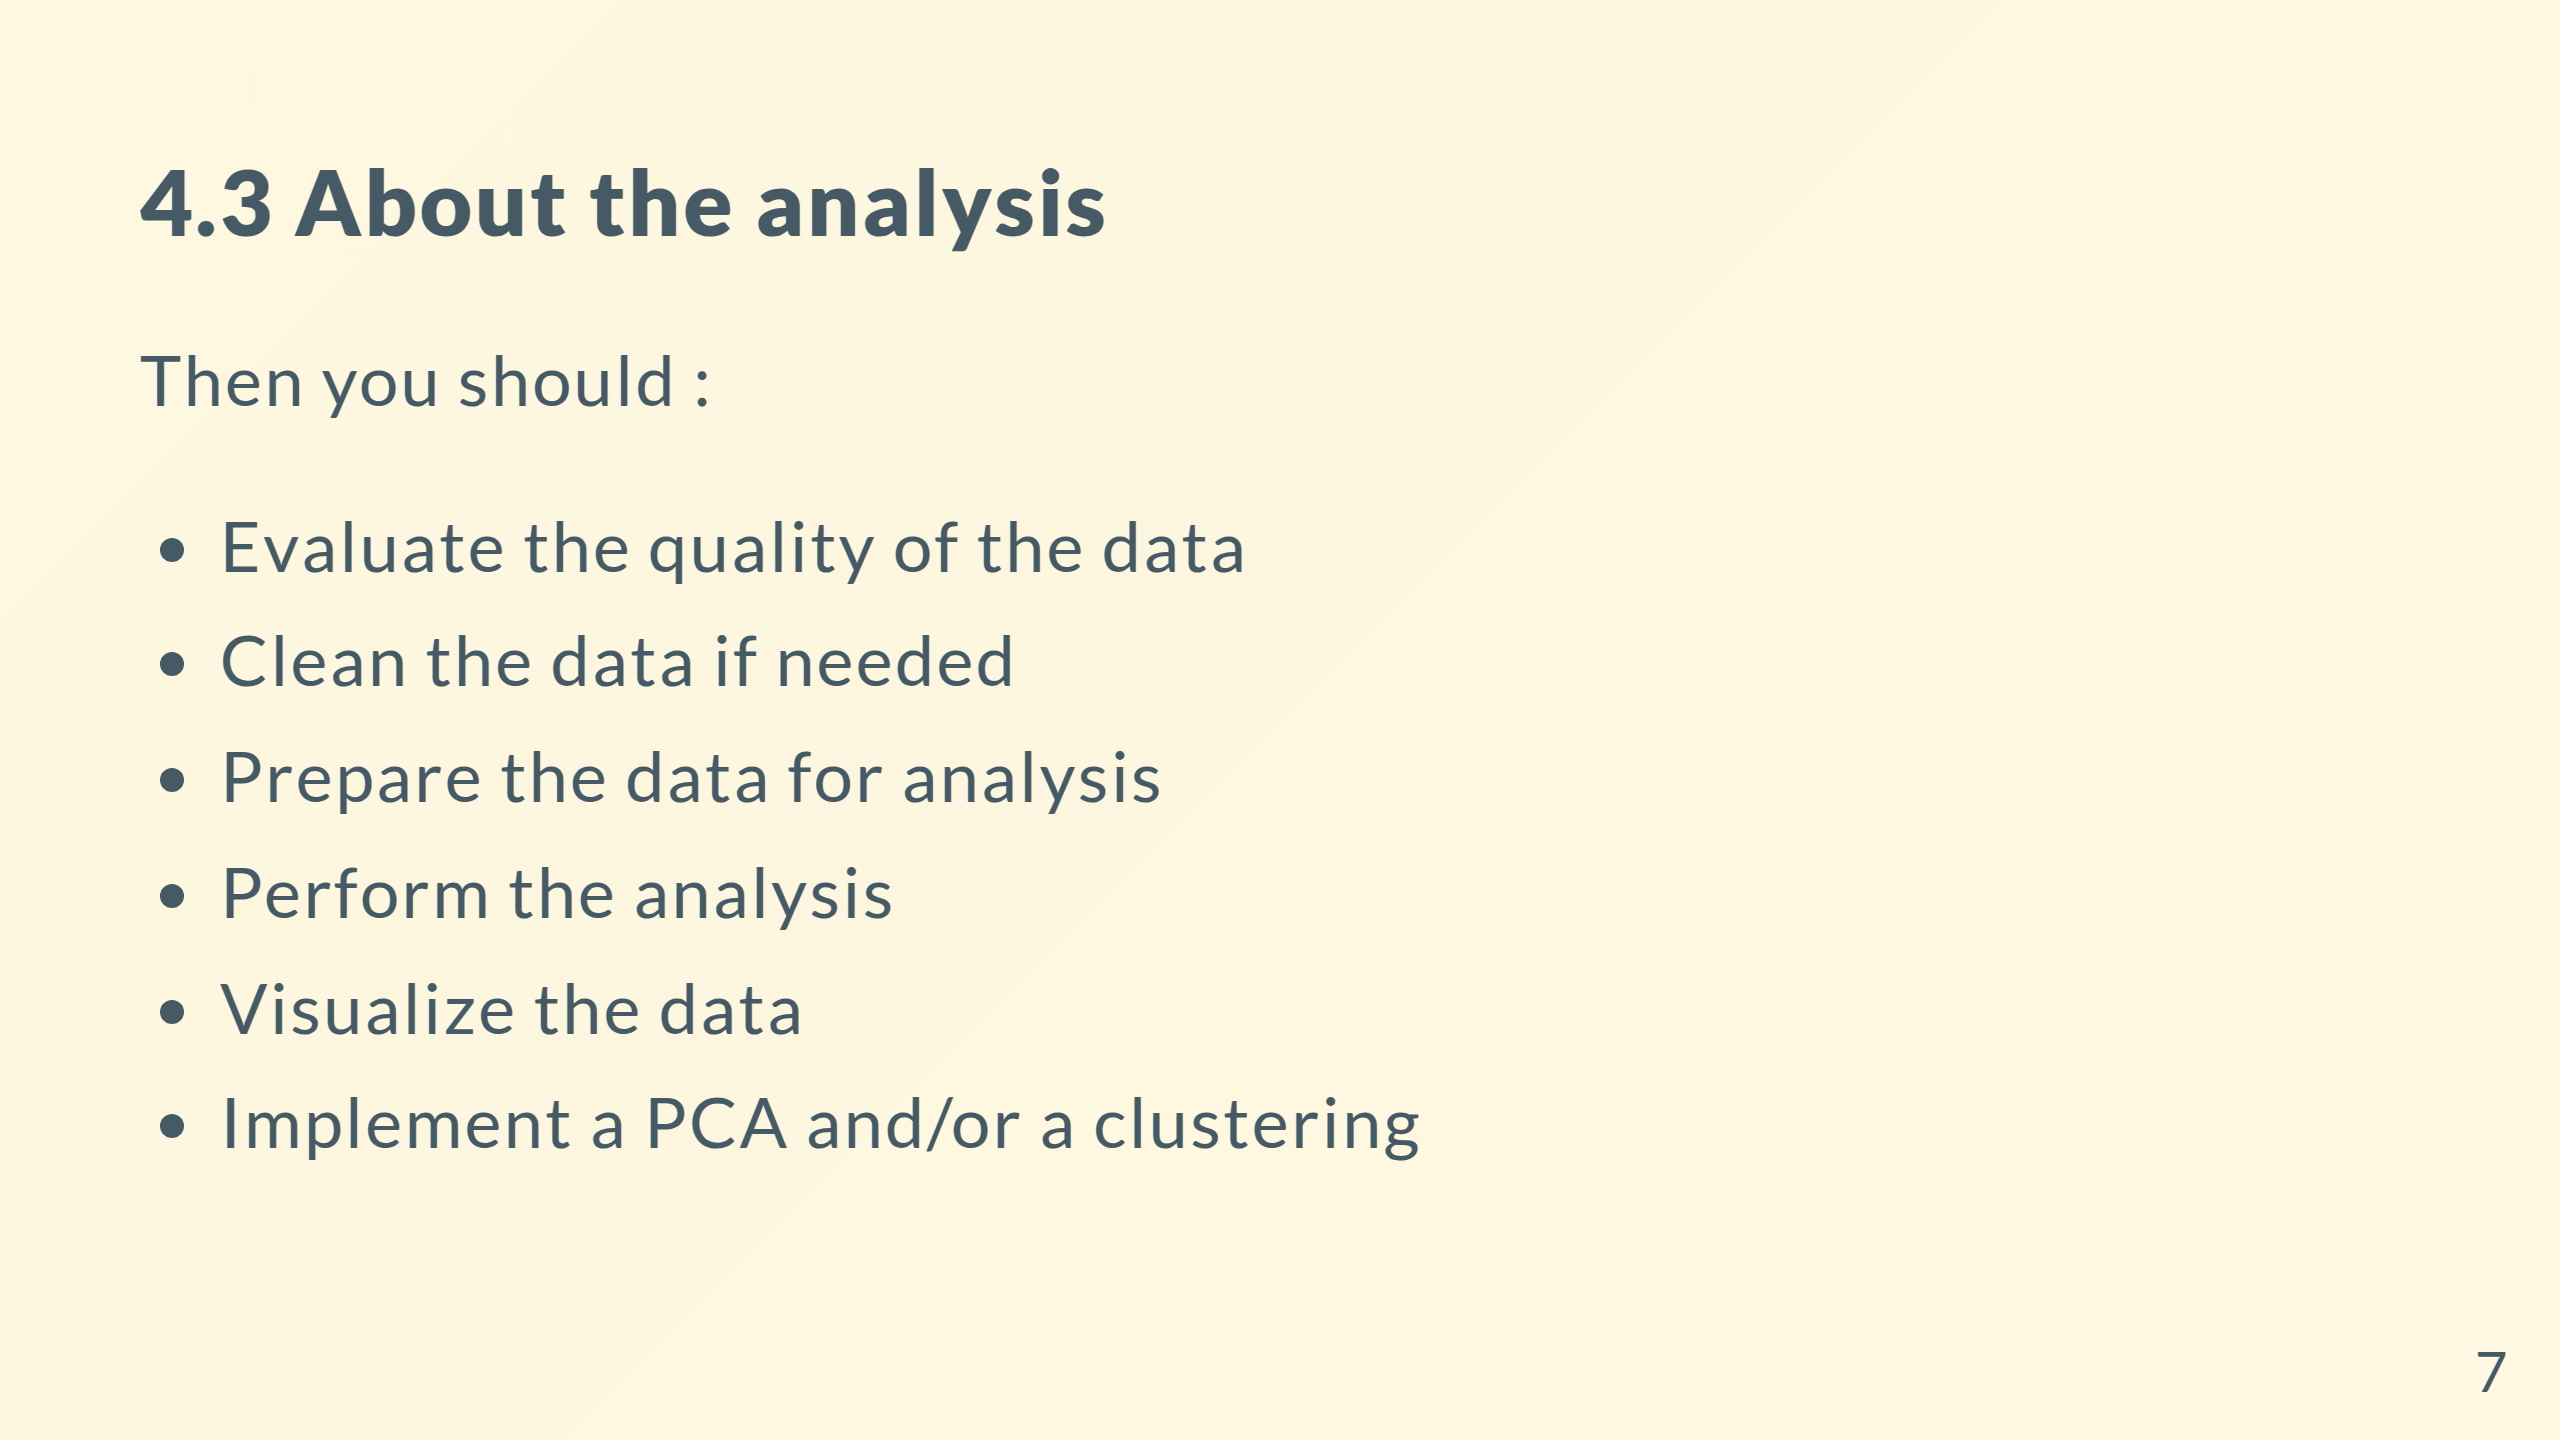 4.3 About the analysis
Then you should :
• Evaluate the quality of the data
• Clean the data if needed
• Prepare the data for analysis
• Perform the analysis
• Visualize the data
• Implement a PCA and/or a clustering
7